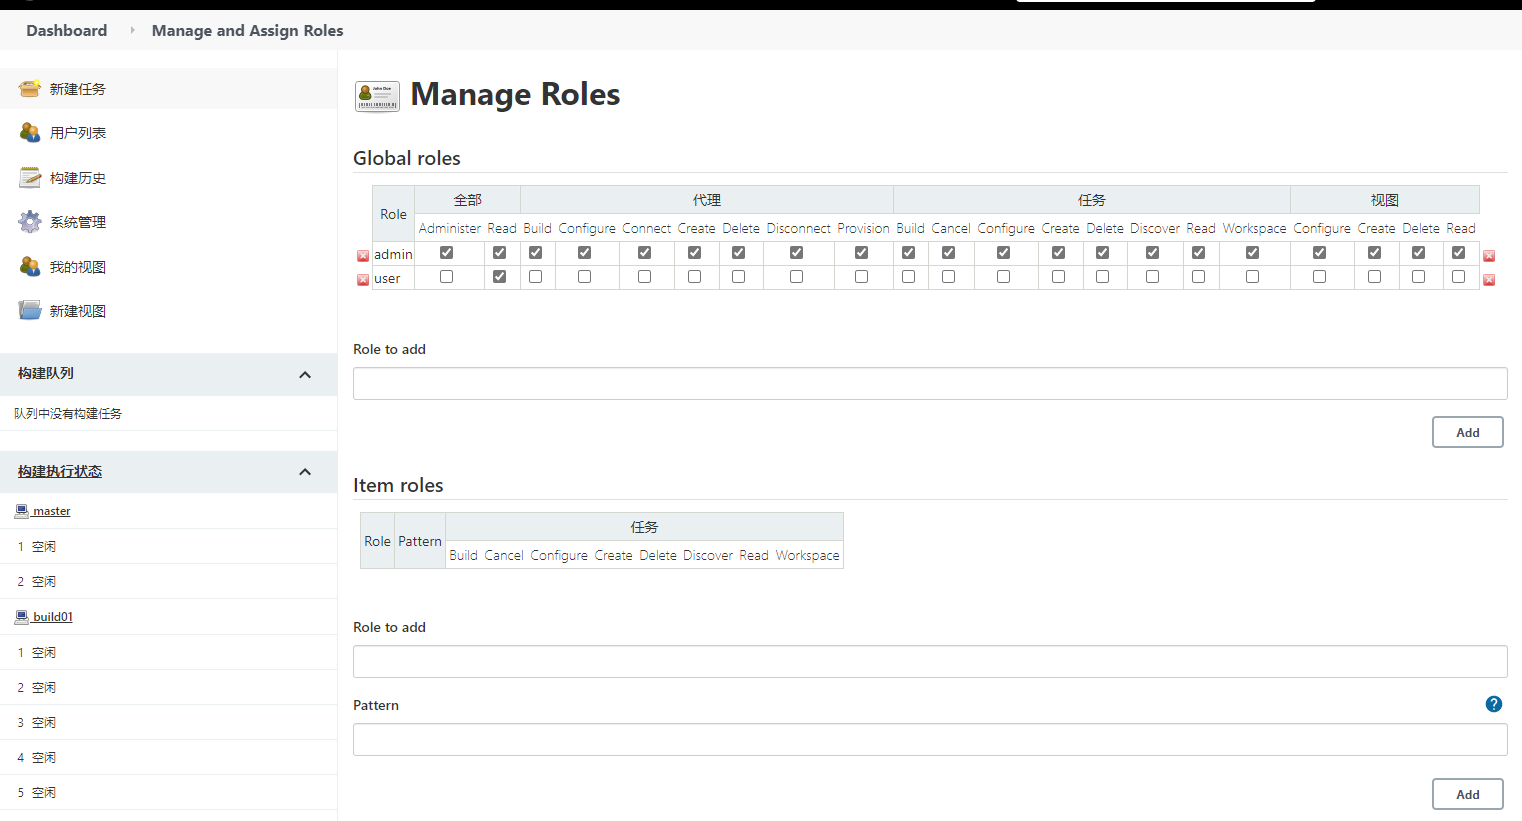 Dashboard Manage and Assign Roles
新建任务
用户列表
构建历史
系统管理
我的视图
新建视图
构建队列
队列中没有构建任务
构建执行状态
master
1 空闲
2 空闲
build01
1 空闲
2 空闲
3 空闲
4 空闲
5 空闲
Manage Roles
Global roles
Role 全部 代理 任务 视图
Administer Read Build Configure Connect Create Delete Disconnect Provision Build Cancel Configure Create Delete Discover Read Workspace Configure Create Delete Read
admin
user
Role to add
Add
Item roles
Role Pattern 任务
Build Cancel Configure Create Delete Discover Read Workspace
Role to add
Pattern
?
Add